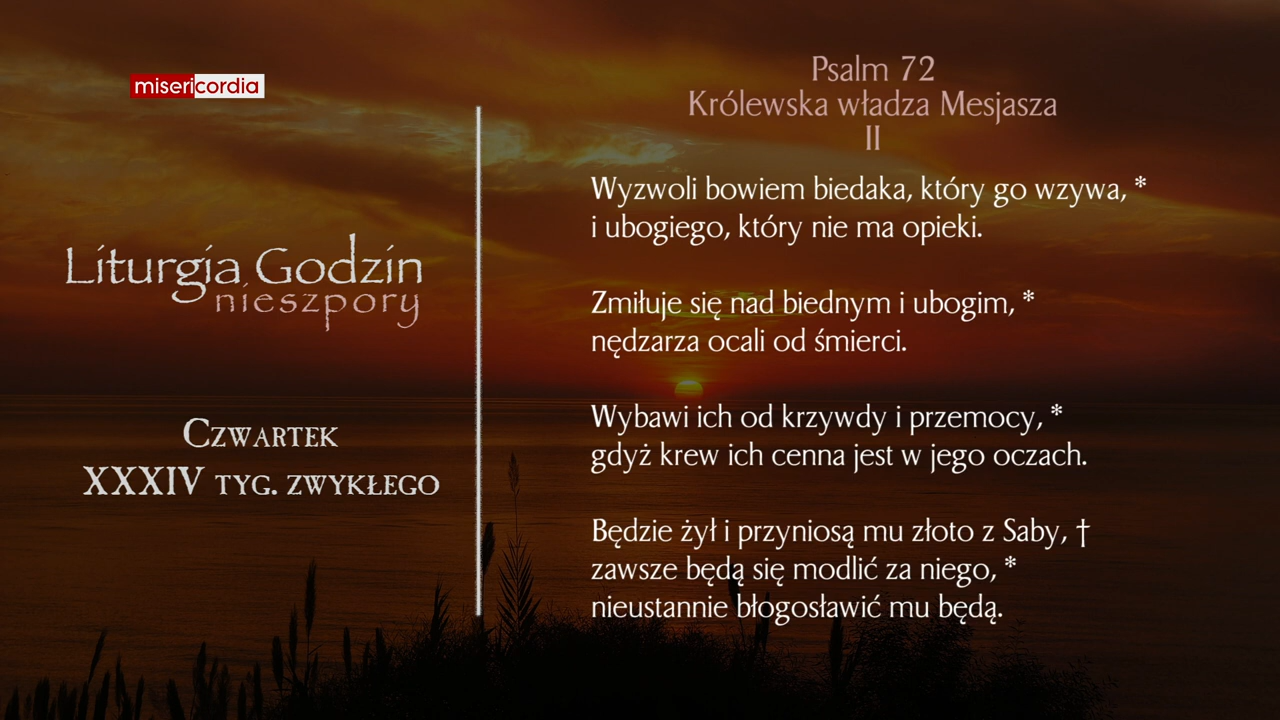 misericordia
Liturgia Godzin
nieszpory
Czwartek
XXXIV tyg. zwykłego
Psalm 72
Królewska władza Mesjasza
II
Wyzwoli bowiem biedaka, który go wzywa, *
i ubogiego, który nie ma opieki.
Zmiłuje się nad biednym i ubogim, *
nędzarza ocali od śmierci.
Wybawi ich od krzywdy i przemocy, *
gdyż krew ich cenna jest w jego oczach.
Będzie żył i przyniosą mu złoto z Saby, †
zawsze będą się modlić za niego, *
nieustannie błogosławić mu będą.